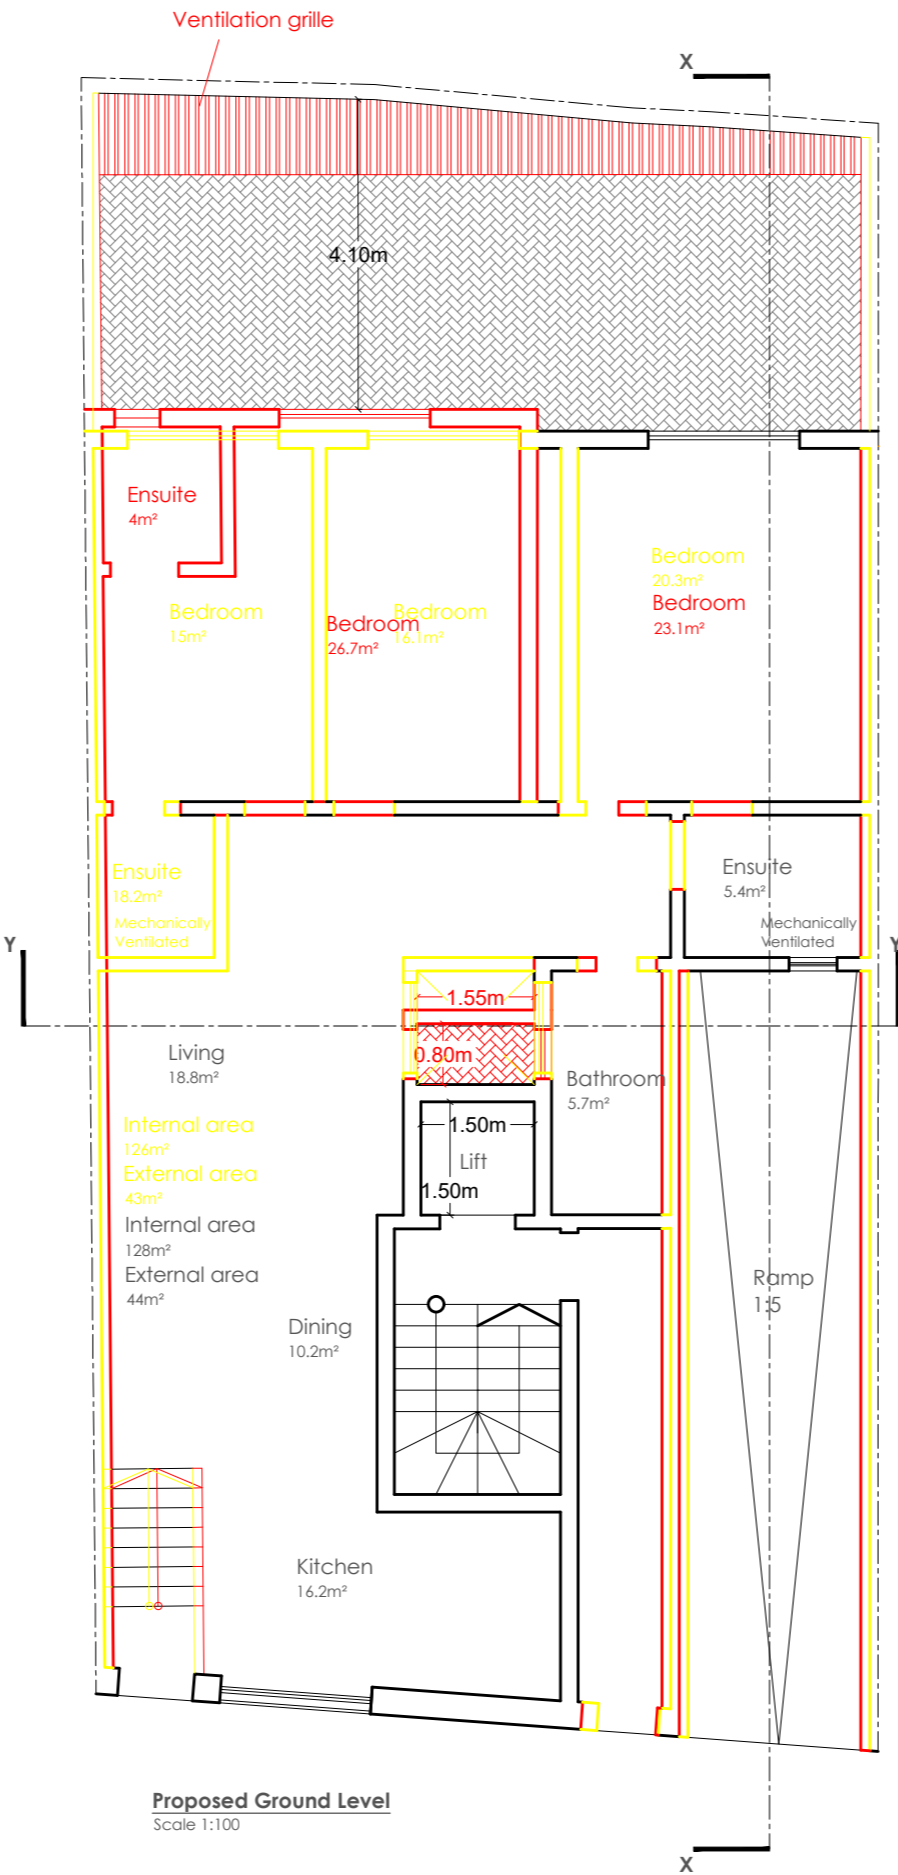 Ventilation grille
X
4.10m
Ensuite
4m²
Bedroom
20.3m²
Bedroom
23.1m²
Bedroom
15m²
Bedroom
16.1m²
Bedroom
26.7m²
Ensuite
18.2m²
Mechanically
Ventilated
Ensuite
5.4m²
Mechanically
Ventilated
Y
Y
1.55m
0.80m
Living
18.8m²
Bathroom
5.7m²
Internal area
126m²
External area
43m²
Internal area
128m²
External area
44m²
1.50m
Lift
1.50m
Ramp
1:5
Dining
10.2m²
Kitchen
16.2m²
Proposed Ground Level
Scale 1:100
X